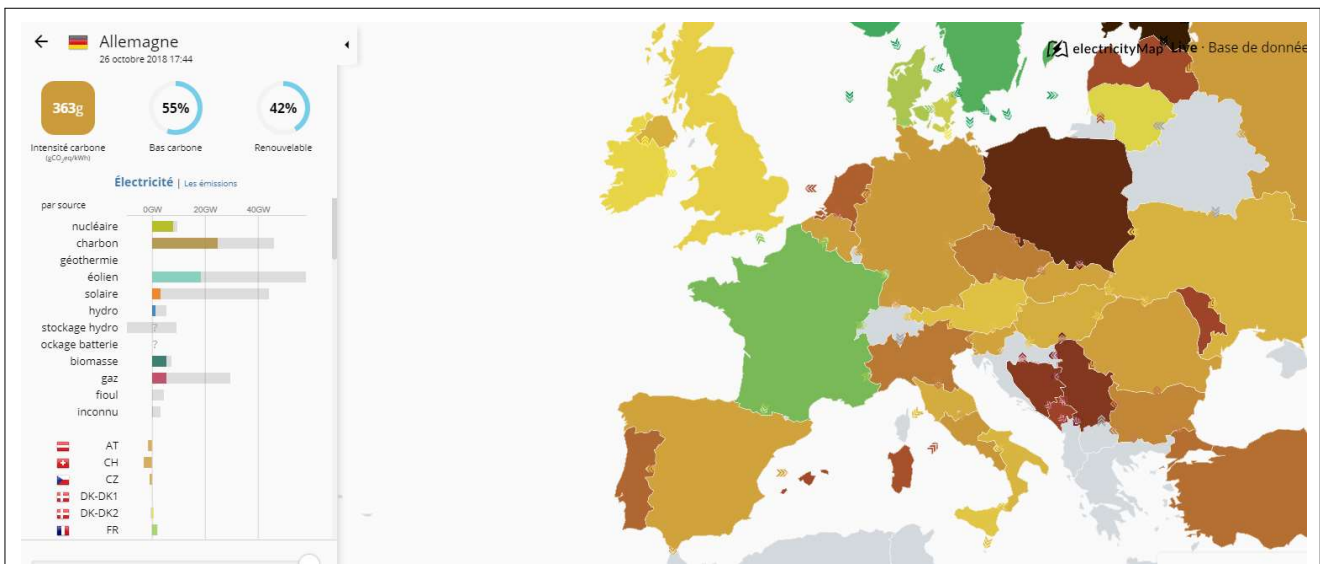 Allemagne
26 octobre 2018 17:44
363g
55%
42%
Intensité carbone
(gCO₂eq/kWh)
Bas carbone
Renouvelable
Électricité | Les émissions
par source
0GW 20GW 40GW
nucléaire
charbon
géothermie
éolien
solaire
hydro
stockage hydro ?
ockage batterie ?
biomasse
gaz
fioul
inconnu
AT
CH
CZ
DK-DK1
DK-DK2
FR
electricityMap Live · Base de donnée